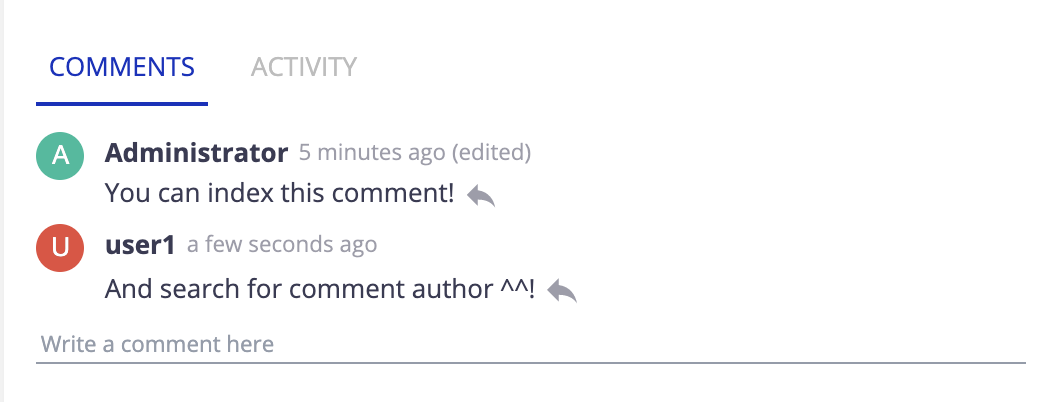 COMMENTS ACTIVITY
A Administrator 5 minutes ago (edited)
You can index this comment!
U user1 a few seconds ago
And search for comment author ^^!
Write a comment here